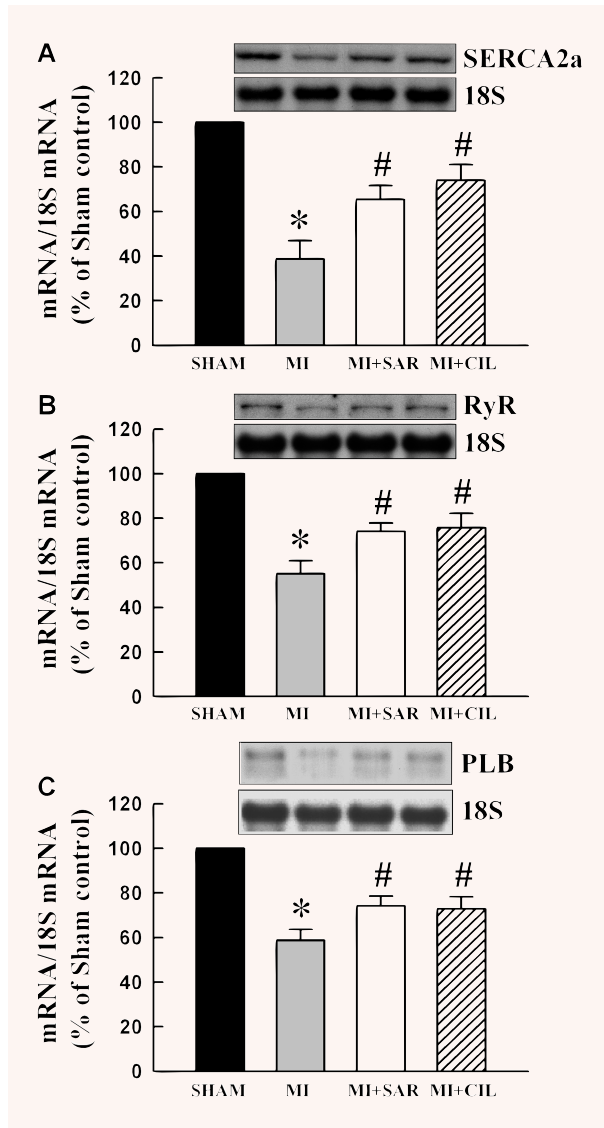 A
SERCA2a
18S
mRNA/18S mRNA
(% of Sham control)
120
100
80
60
40
20
0
*
#
#
SHAM MI MI+SAR MI+CIL
B
RyR
18S
mRNA/18S mRNA
(% of Sham control)
120
100
80
60
40
20
0
*
#
#
SHAM MI MI+SAR MI+CIL
C
PLB
18S
mRNA/18S mRNA
(% of Sham control)
120
100
80
60
40
20
0
*
#
#
SHAM MI MI+SAR MI+CIL